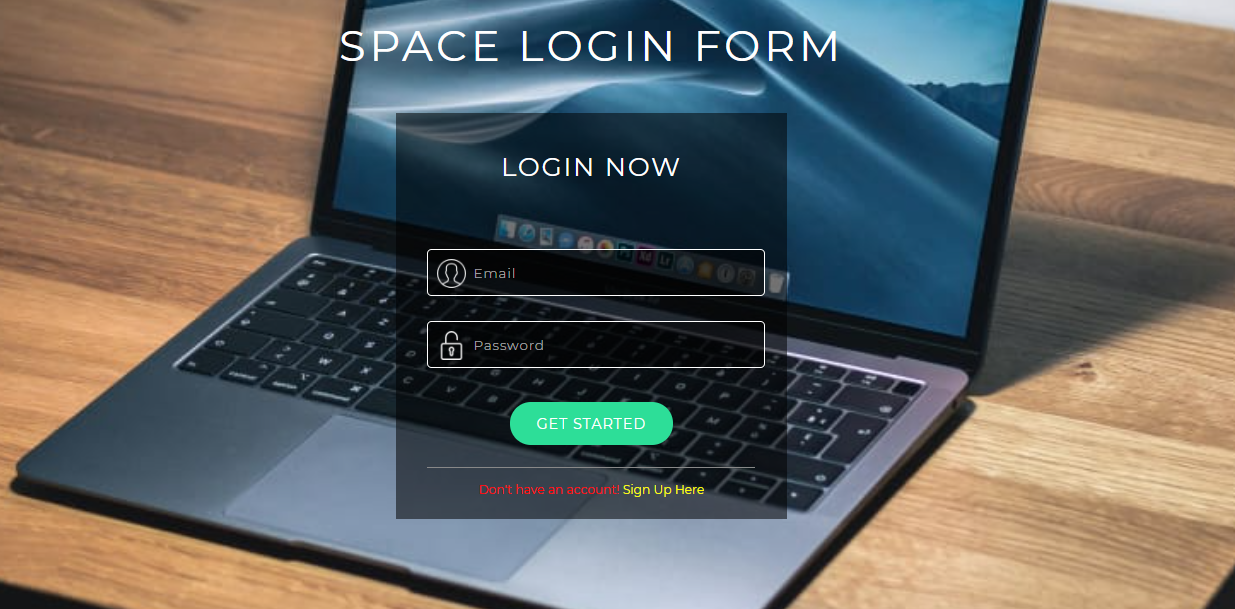 SPACE LOGIN FORM
LOGIN NOW
Email
Password
GET STARTED
Don't have an account! Sign Up Here